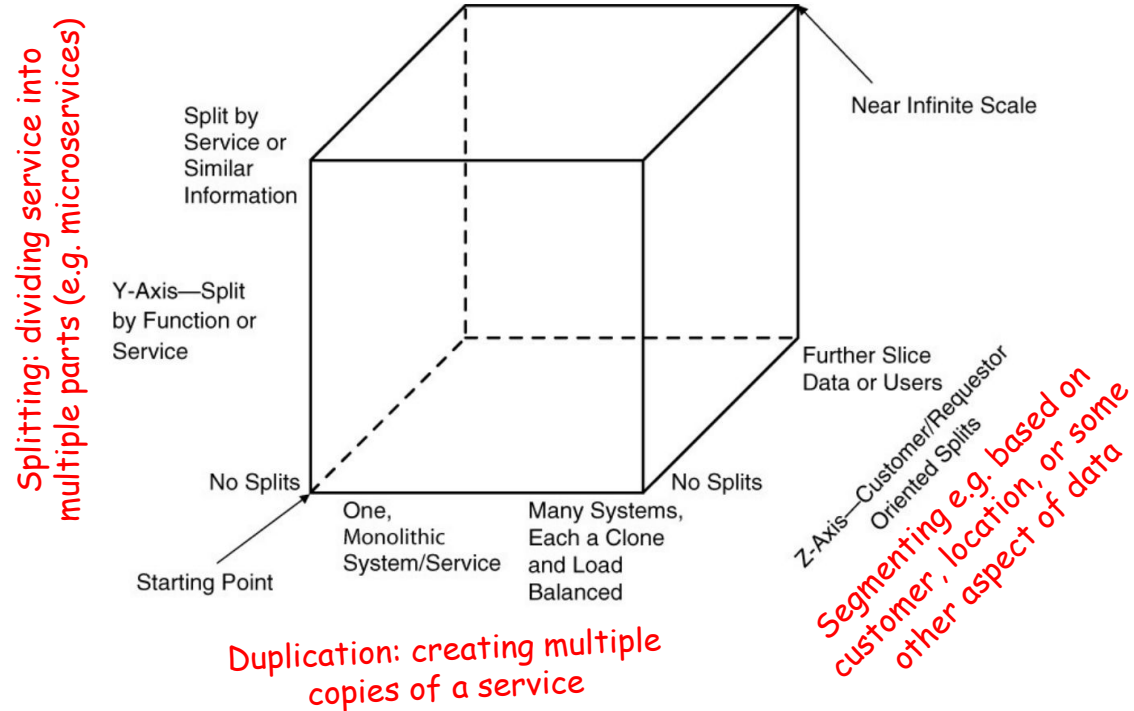 Splitting: dividing service into
multiple parts (e.g. microservices)
Near Infinite Scale
Split by
Service or
Similar
Information
Y-Axis—Split
by Function or
Service
Further Slice
Data or Users
Z-Axis—Customer/Requestor
Oriented Splits
Segmenting e.g. based on
customer, location, or some
other aspect of data
No Splits
No Splits
One,
Monolithic
System/Service
Many Systems,
Each a Clone
and Load
Balanced
Starting Point
Duplication: creating multiple
copies of a service